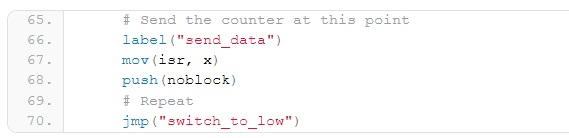 65. # Send the counter at this point
66. label("send_data")
67. mov(isr, x)
68. push(noblock)
69. # Repeat
70. jmp("switch_to_low")